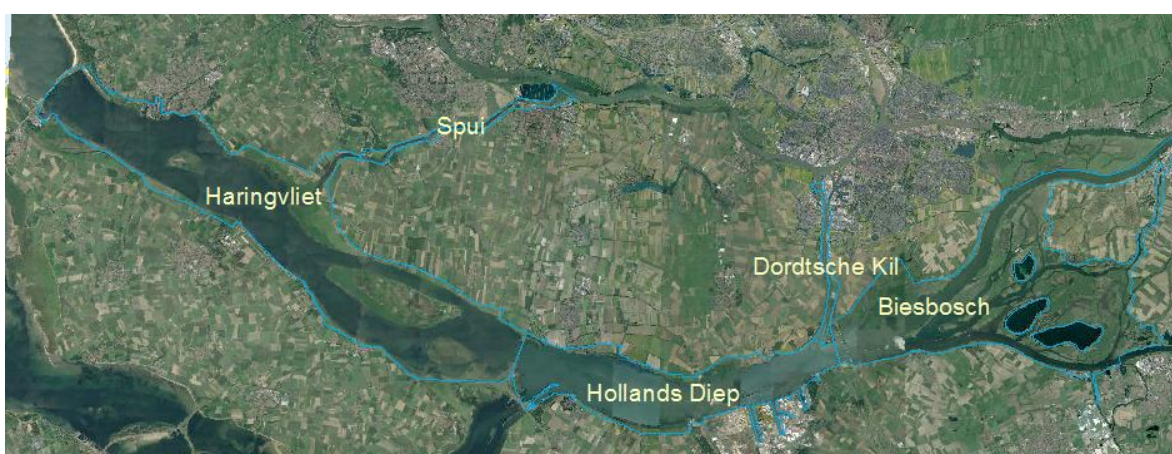 Spui
Haringvliet
Dordtsche Kil
Biesbosch
Hollands Diep